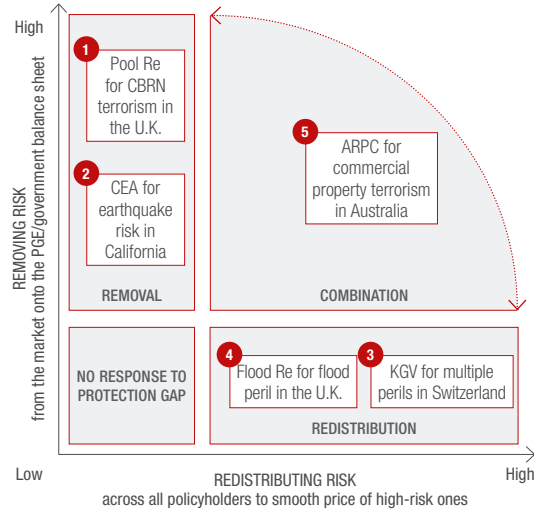 High
REMOVING RISK
from the market onto the PGE/government balance sheet
1
Pool Re
for CBRN
terrorism in
the U.K.
2
CEA for
earthquake
risk in
California
REMOVAL
5
ARPC for
commercial
property terrorism
in Australia
COMBINATION
NO RESPONSE TO
PROTECTION GAP
4
Flood Re for flood
peril in the U.K.
3
KGV for multiple
perils in Switzerland
REDISTRIBUTION
Low
High
REDISTRIBUTING RISK
across all policyholders to smooth price of high-risk ones